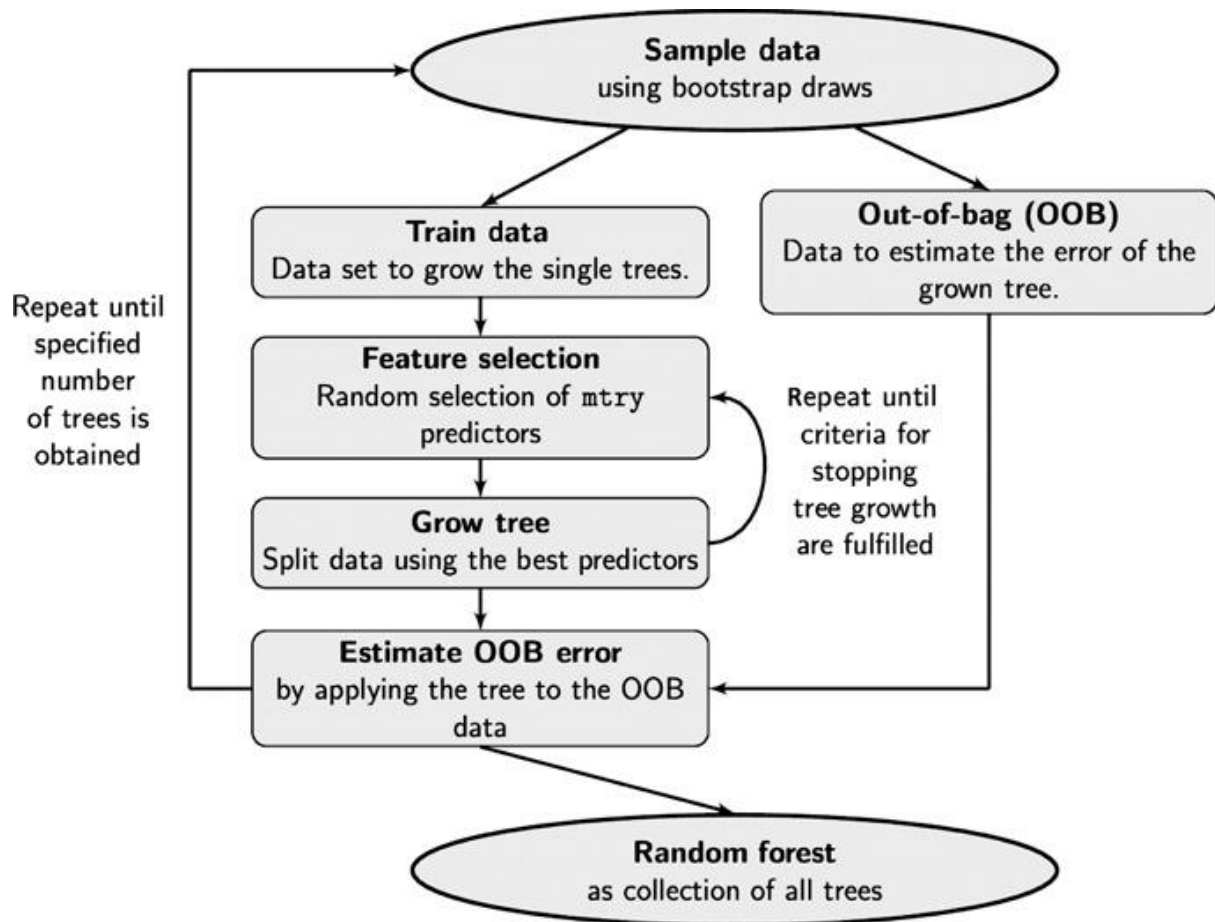 Sample data
using bootstrap draws
Train data
Data set to grow the single trees.
Out-of-bag (OOB)
Data to estimate the error of the
grown tree.
Repeat until
specified
number
of trees is
obtained
Feature selection
Random selection of mtry
predictors
Repeat until
criteria for
stopping
tree growth
are fulfilled
Grow tree
Split data using the best predictors
Estimate OOB error
by applying the tree to the OOB
data
Random forest
as collection of all trees